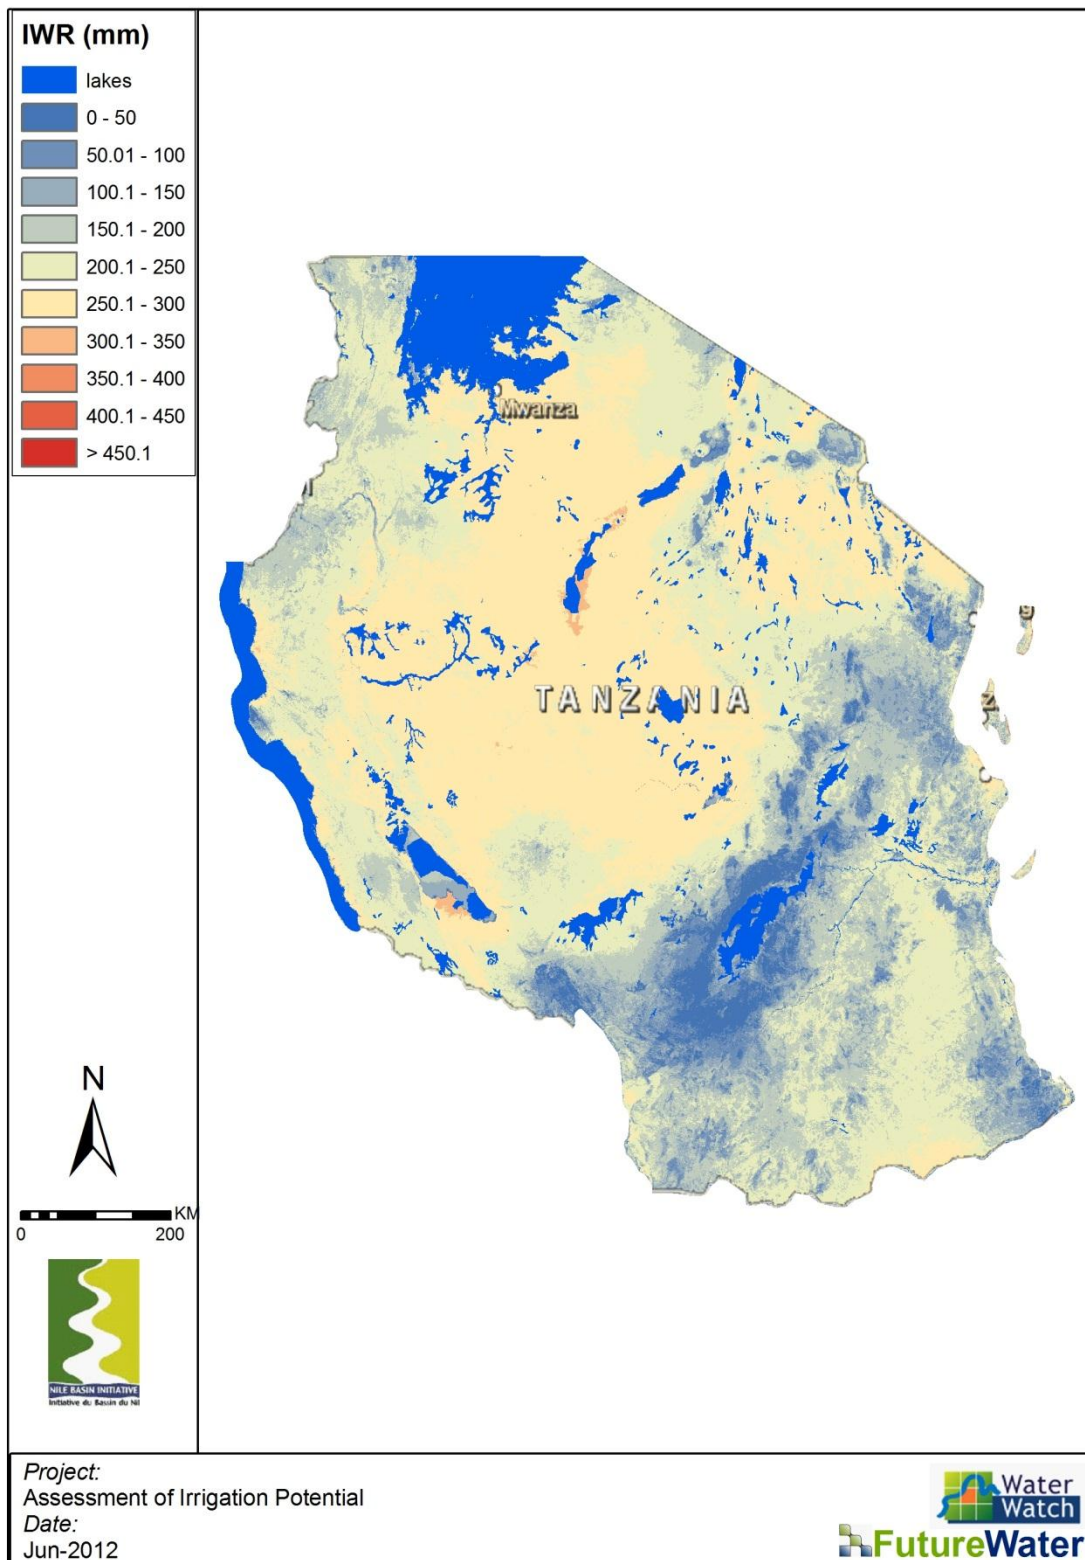 IWR (mm)
lakes
0 - 50
50.01 - 100
100.1 - 150
150.1 - 200
200.1 - 250
250.1 - 300
300.1 - 350
350.1 - 400
400.1 - 450
> 450.1
Mwanza
TANZANIA
N
KM
0 200
NILE BASIN INITIATIVE
Initiative du Bassin du Nil
Project:
Assessment of Irrigation Potential
Date:
Jun-2012
Water
Watch
FutureWater